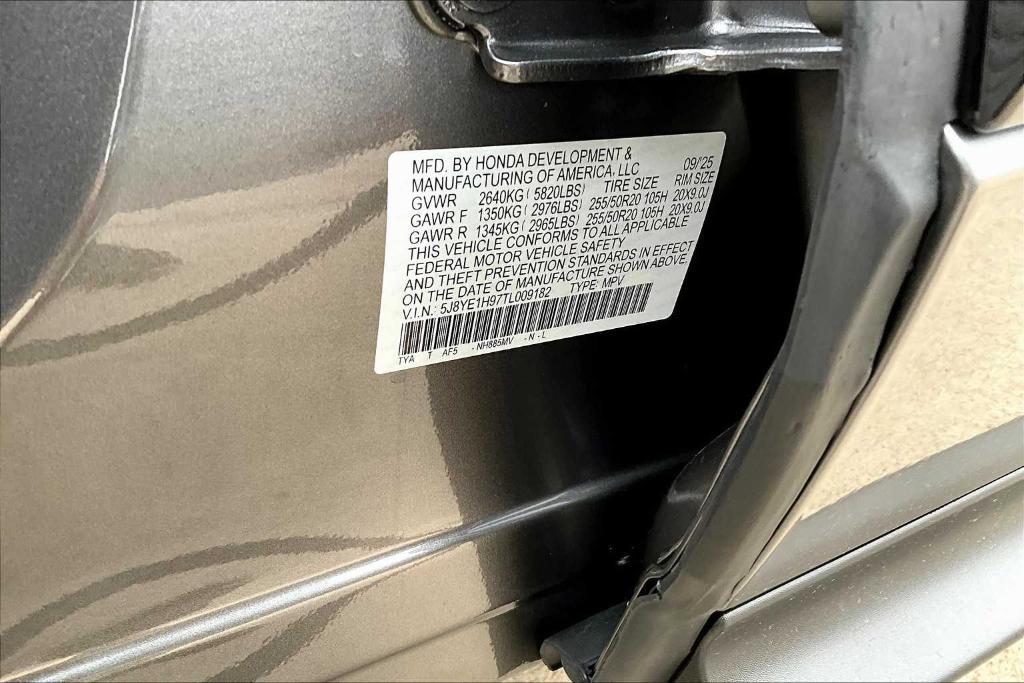 MFD. BY HONDA DEVELOPMENT & 09/25
MANUFACTURING OF AMERICA, LLC
GVWR 2640KG ( 5820LBS) TIRE SIZE RIM SIZE
GAWR F 1350KG ( 2976LBS) 255/50R20 105H 20X9.0J
GAWR R 1345KG ( 2965LBS) 255/50R20 105H 20X9.0J
THIS VEHICLE CONFORMS TO ALL APPLICABLE
FEDERAL MOTOR VEHICLE SAFETY
AND THEFT PREVENTION STANDARDS IN EFFECT
ON THE DATE OF MANUFACTURE SHOWN ABOVE.
V.I.N.: 5J8YE1H97TL009182 TYPE: MPV
TYA T AF5 - NH885MV - N - L